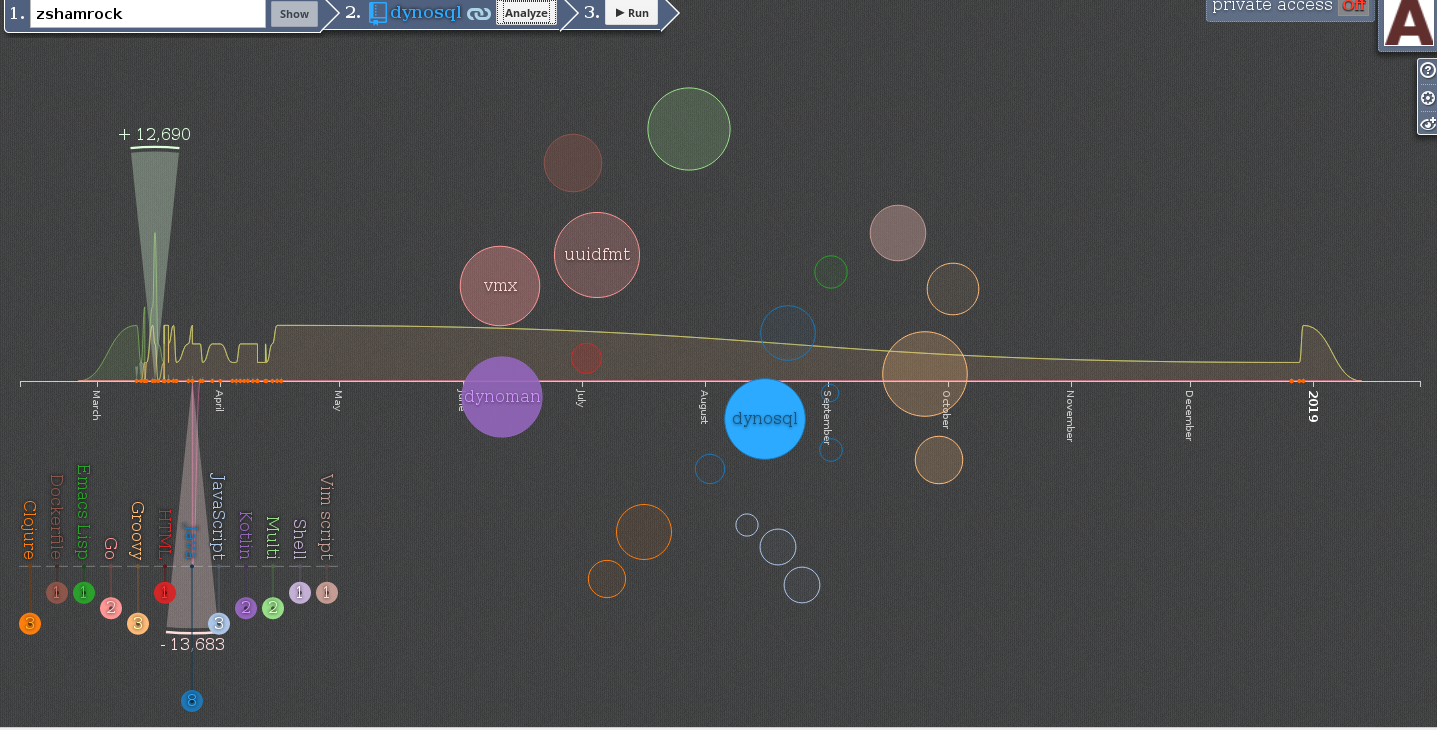 1. zshamrock Show 2. dynosql Analyze 3. Run
private access Off
A
+ 12,690
uuidfmt
vmx
dynoman
dynosql
March April May June July August September October November December 2019
Clojure Dockerfile Emacs Lisp Go Groovy HTML Java JavaScript Kotlin Multi Shell Vim script
3 1 1 2 3 1 8 3 2 2 1 1
- 13,683